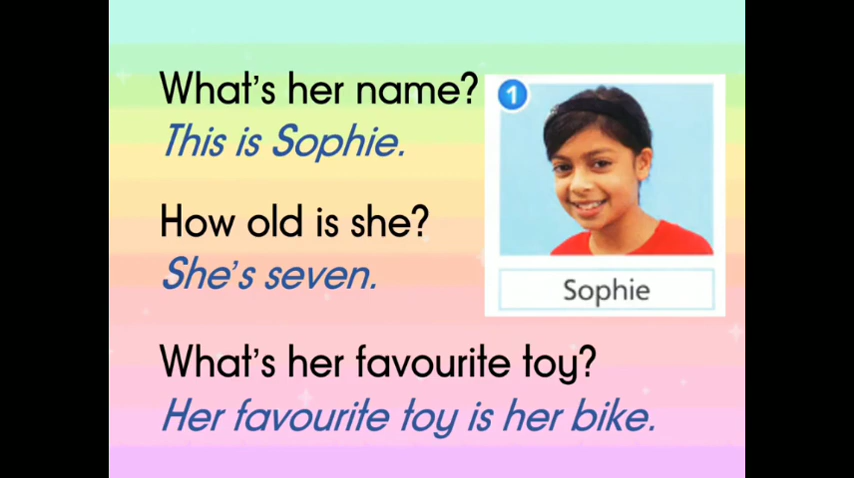 What's her name?
This is Sophie.
1
Sophie
How old is she?
She's seven.
What's her favourite toy?
Her favourite toy is her bike.